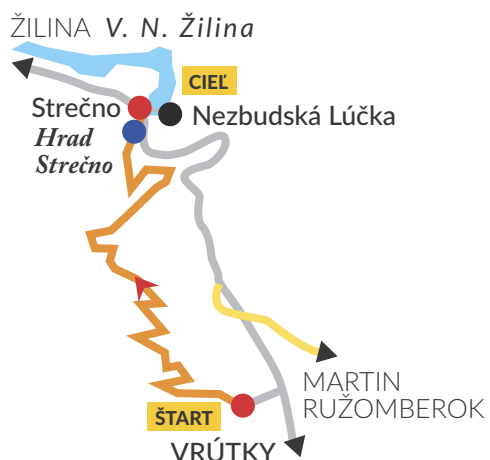 ŽILINA V. N. Žilina
CIEĽ
Strečno
Nezbudská Lúčka
Hrad
Strečno
MARTIN
RUŽOMBEROK
ŠTART
VRÚTKY